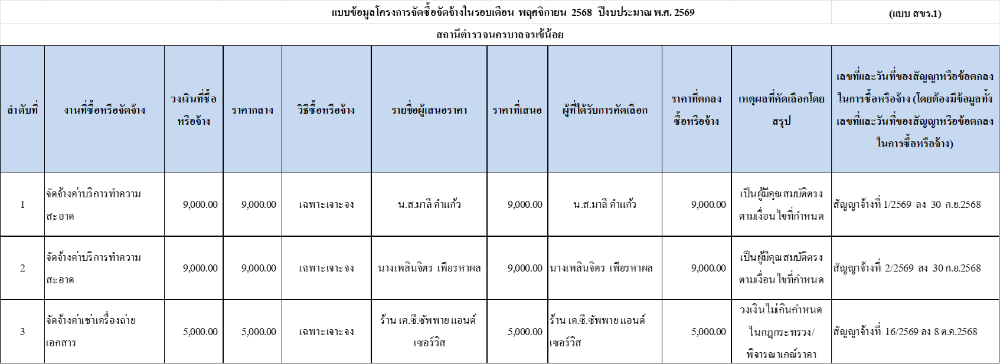 แบบข้อมูลโครงการจัดซื้อจัดจ้างในรอบเดือน พฤศจิกายน 2568 ปีงบประมาณ พ.ศ. 2569
(แบบ สขร.1)
สถานีตำรวจนครบาลจรเข้น้อย
ลำดับที่
งานที่ซื้อหรือจัดจ้าง
วงเงินที่ซื้อ
หรือจ้าง
ราคากลาง
วิธีซื้อหรือจ้าง
รายชื่อผู้เสนอราคา
ราคาที่เสนอ
ผู้ที่ได้รับการคัดเลือก
ราคาที่ตกลง
ซื้อหรือจ้าง
เหตุผลที่คัดเลือกโดย
สรุป
เลขที่และวันที่ของสัญญาหรือข้อตกลง
ในการซื้อหรือจ้าง (โดยต้องมีข้อมูลทั้ง
เลขที่และวันที่ของสัญญาหรือข้อตกลง
ในการซื้อหรือจ้าง)
1
จัดจ้างค่าบริการทำความ
สะอาด
9,000.00
9,000.00
เฉพาะเจาะจง
น.ส.มาลี คำแก้ว
9,000.00
น.ส.มาลี คำแก้ว
9,000.00
เป็นผู้มีคุณสมบัติตรง
ตามเงื่อนไขที่กำหนด
สัญญาจ้างที่ 1/2569 ลง 30 ก.ย.2568
2
จัดจ้างค่าบริการทำความ
สะอาด
9,000.00
9,000.00
เฉพาะเจาะจง
นางเพลินจิตร เพียรหาผล
9,000.00
นางเพลินจิตร เพียรหาผล
9,000.00
เป็นผู้มีคุณสมบัติตรง
ตามเงื่อนไขที่กำหนด
สัญญาจ้างที่ 2/2569 ลง 30 ก.ย.2568
3
จัดจ้างค่าเช่าเครื่องถ่าย
เอกสาร
5,000.00
5,000.00
เฉพาะเจาะจง
ร้าน เค.ซี.ซัพพาย แอนด์
เซอร์วิส
5,000.00
ร้าน เค.ซี.ซัพพาย แอนด์
เซอร์วิส
5,000.00
วงเงินไม่เกินกำหนด
ในกฎกระทรวง/
พิจารณาเกณ์ราคา
สัญญาจ้างที่ 16/2569 ลง 8 ต.ค.2568